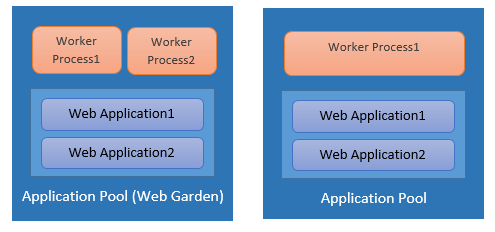 Worker
Process1
Worker
Process2
Web Application1
Web Application2
Application Pool (Web Garden)
Worker Process1
Web Application1
Web Application2
Application Pool